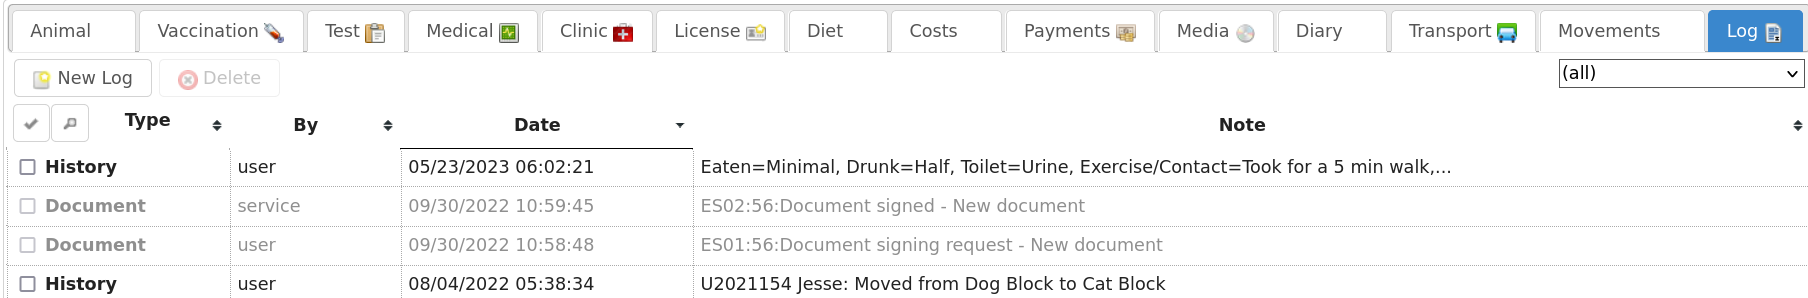 Animal Vaccination Test Medical Clinic License Diet Costs Payments Media Diary Transport Movements Log
New Log Delete (all)
Type By Date Note
History user 05/23/2023 06:02:21 Eaten=Minimal, Drunk=Half, Toilet=Urine, Exercise/Contact=Took for a 5 min walk,...
Document service 09/30/2022 10:59:45 ES02:56:Document signed - New document
Document user 09/30/2022 10:58:48 ES01:56:Document signing request - New document
History user 08/04/2022 05:38:34 U2021154 Jesse: Moved from Dog Block to Cat Block